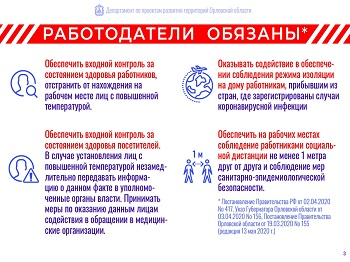 Департамент по проектам развития территорий Орловской области
РАБОТОДАТЕЛИ ОБЯЗАНЫ*
Обеспечить входной контроль за
состоянием здоровья работников,
отстранить от нахождения на
рабочем месте лиц с повышенной
температурой.
Оказывать содействие в обеспече-
нии соблюдения режима изоляции
на дому работникам, прибывшим из
стран, где зарегистрированы случаи
коронавирусной инфекции
Обеспечить входной контроль за
состоянием здоровья посетителей.
В случае установления лиц с
повышенной температурой незамед-
лительно передавать информа-
цию о данном факте в уполномо-
ченные органы власти. Принимать
меры по оказанию данным лицам
содействия в обращении в медицин-
ские организации.
1 м
Обеспечить на рабочих местах
соблюдение работниками социаль-
ной дистанции не менее 1 метра
друг от друга и соблюдение мер
санитарно-эпидемиологической
безопасности.
* Постановление Правительства РФ от 02.04.2020
№ 417, Указ Губернатора Орловской области от
03.04.2020 № 156, Постановление Правительства
Орловской области от 19.03.2020 № 155
(редакция 13 мая 2020 г.)
3